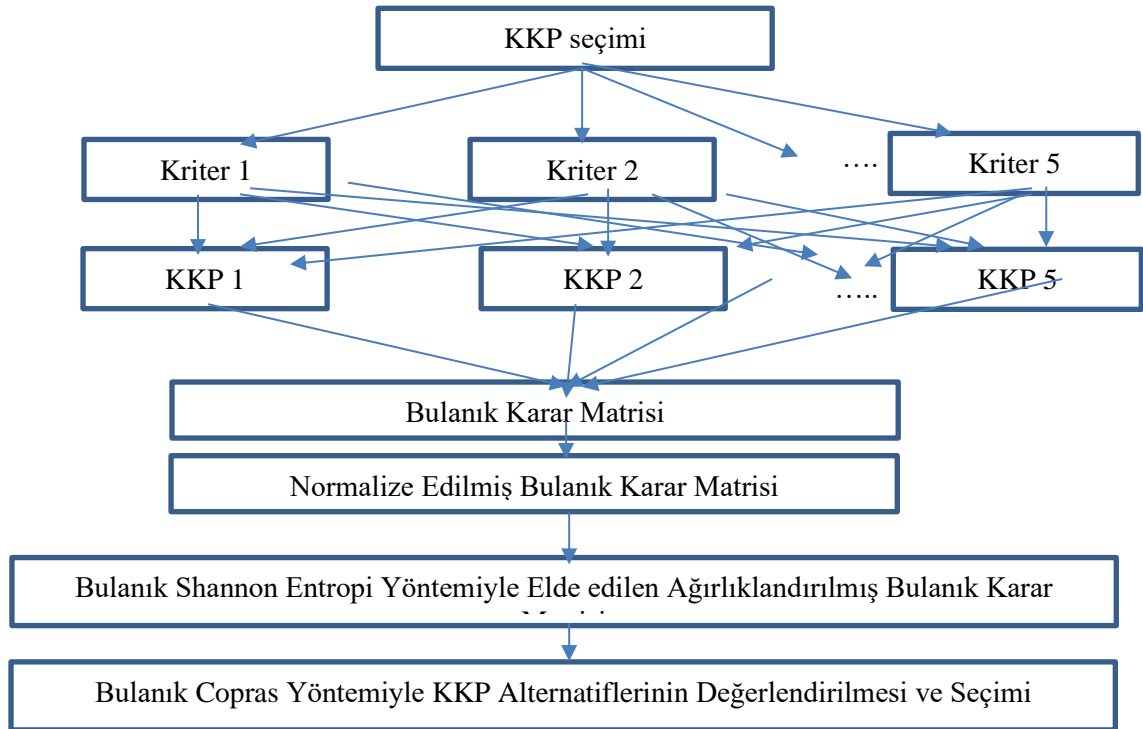 KKP seçimi
Kriter 1
Kriter 2
….
Kriter 5
KKP 1
KKP 2
…..
KKP 5
Bulanık Karar Matrisi
Normalize Edilmiş Bulanık Karar Matrisi
Bulanık Shannon Entropi Yöntemiyle Elde edilen Ağırlıklandırılmış Bulanık Karar
Bulanık Copras Yöntemiyle KKP Alternatiflerinin Değerlendirilmesi ve Seçimi